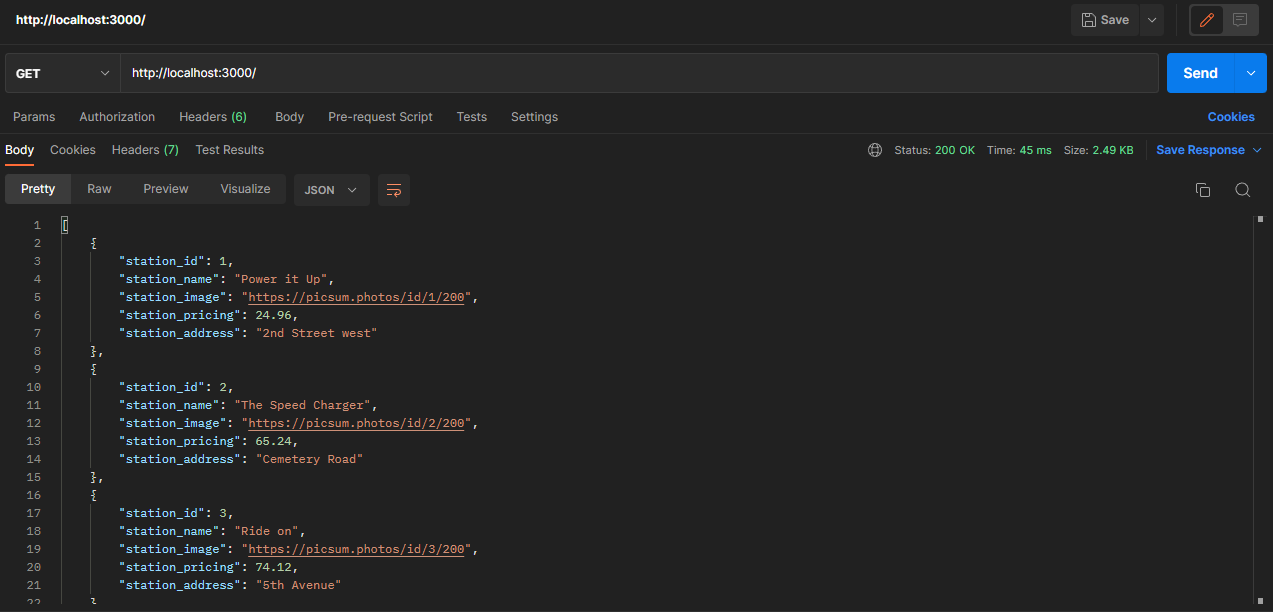 http://localhost:3000/
Save
GET http://localhost:3000/ Send
Params Authorization Headers (6) Body Pre-request Script Tests Settings Cookies
Body Cookies Headers (7) Test Results Status: 200 OK Time: 45 ms Size: 2.49 KB Save Response
Pretty Raw Preview Visualize JSON
1 [
2 {
3 "station_id": 1,
4 "station_name": "Power it Up",
5 "station_image": "https://picsum.photos/id/1/200",
6 "station_pricing": 24.96,
7 "station_address": "2nd Street west"
8 },
9 {
10 "station_id": 2,
11 "station_name": "The Speed Charger",
12 "station_image": "https://picsum.photos/id/2/200",
13 "station_pricing": 65.24,
14 "station_address": "Cemetery Road"
15 },
16 {
17 "station_id": 3,
18 "station_name": "Ride on",
19 "station_image": "https://picsum.photos/id/3/200",
20 "station_pricing": 74.12,
21 "station_address": "5th Avenue"
22 }